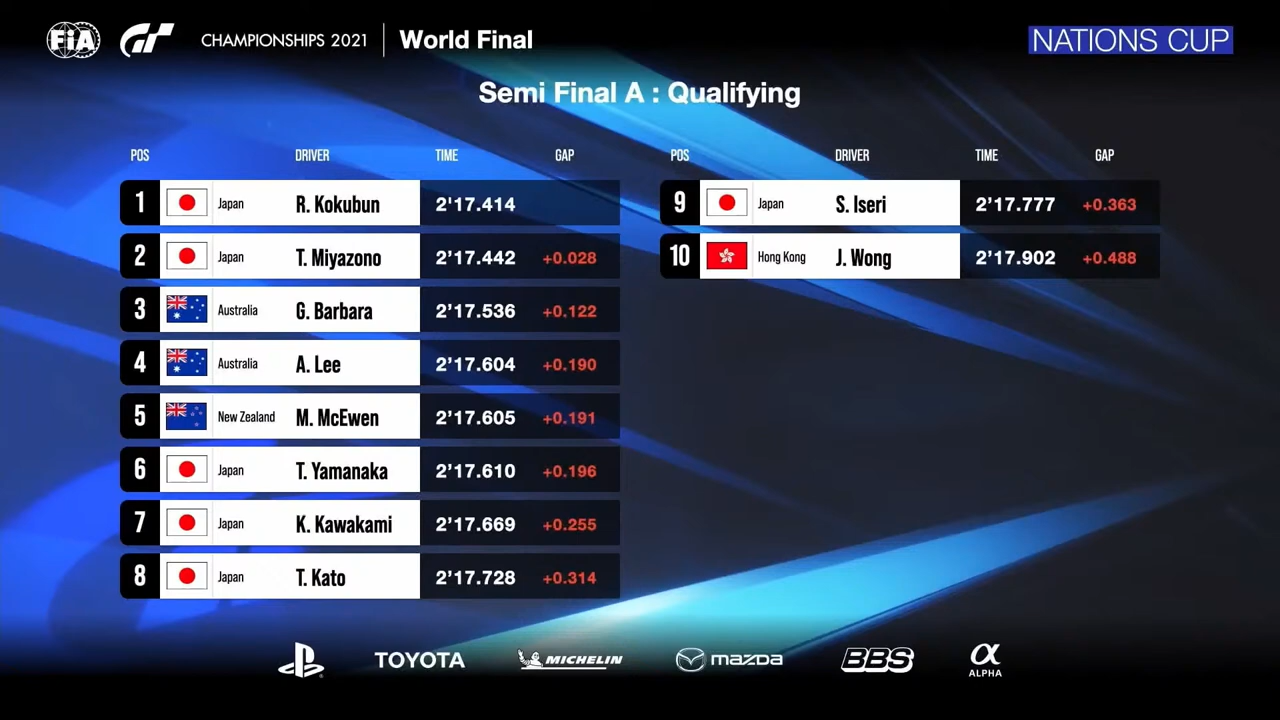 FiA GT CHAMPIONSHIPS 2021 World Final NATIONS CUP
Semi Final A : Qualifying
POS DRIVER TIME GAP
1 Japan R. Kokubun 2'17.414
2 Japan T. Miyazono 2'17.442 +0.028
3 Australia G. Barbara 2'17.536 +0.122
4 Australia A. Lee 2'17.604 +0.190
5 New Zealand M. McEwen 2'17.605 +0.191
6 Japan T. Yamanaka 2'17.610 +0.196
7 Japan K. Kawakami 2'17.669 +0.255
8 Japan T. Kato 2'17.728 +0.314
POS DRIVER TIME GAP
9 Japan S. Iseri 2'17.777 +0.363
10 Hong Kong J. Wong 2'17.902 +0.488
TOYOTA MICHELIN mazda BBS α ALPHA